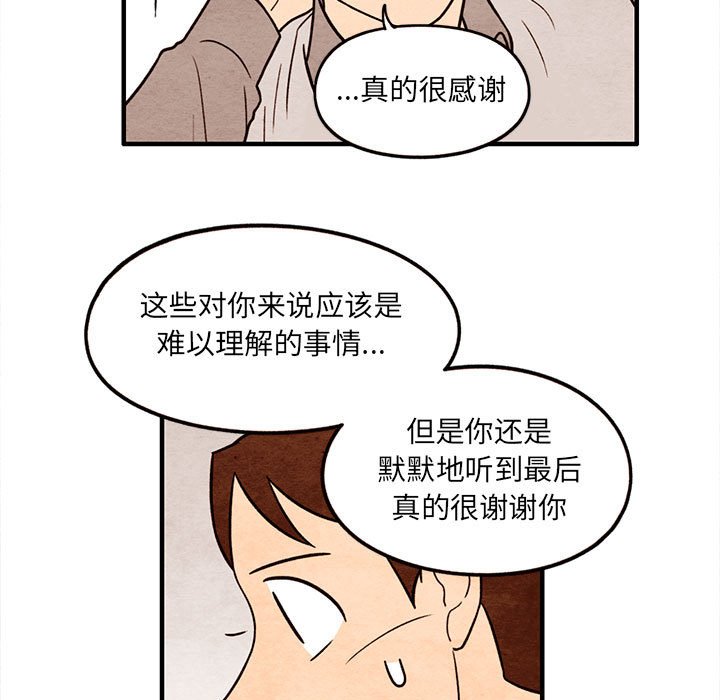 ...真的很感谢
这些对你来说应该是
难以理解的事情...
但是你还是
默默地听到最后
真的很谢谢你